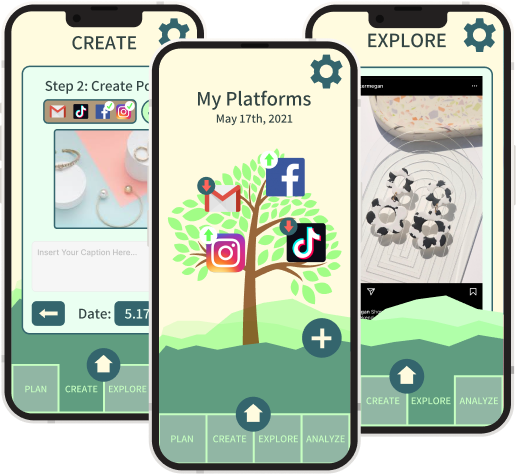 CREATE
Step 2: Create Po
Insert Your Caption Here...
Date: 5.17
PLAN
CREATE
EXPLORE
My Platforms
May 17th, 2021
PLAN
CREATE
EXPLORE
ANALYZE
EXPLORE
CREATE
EXPLORE
ANALYZE